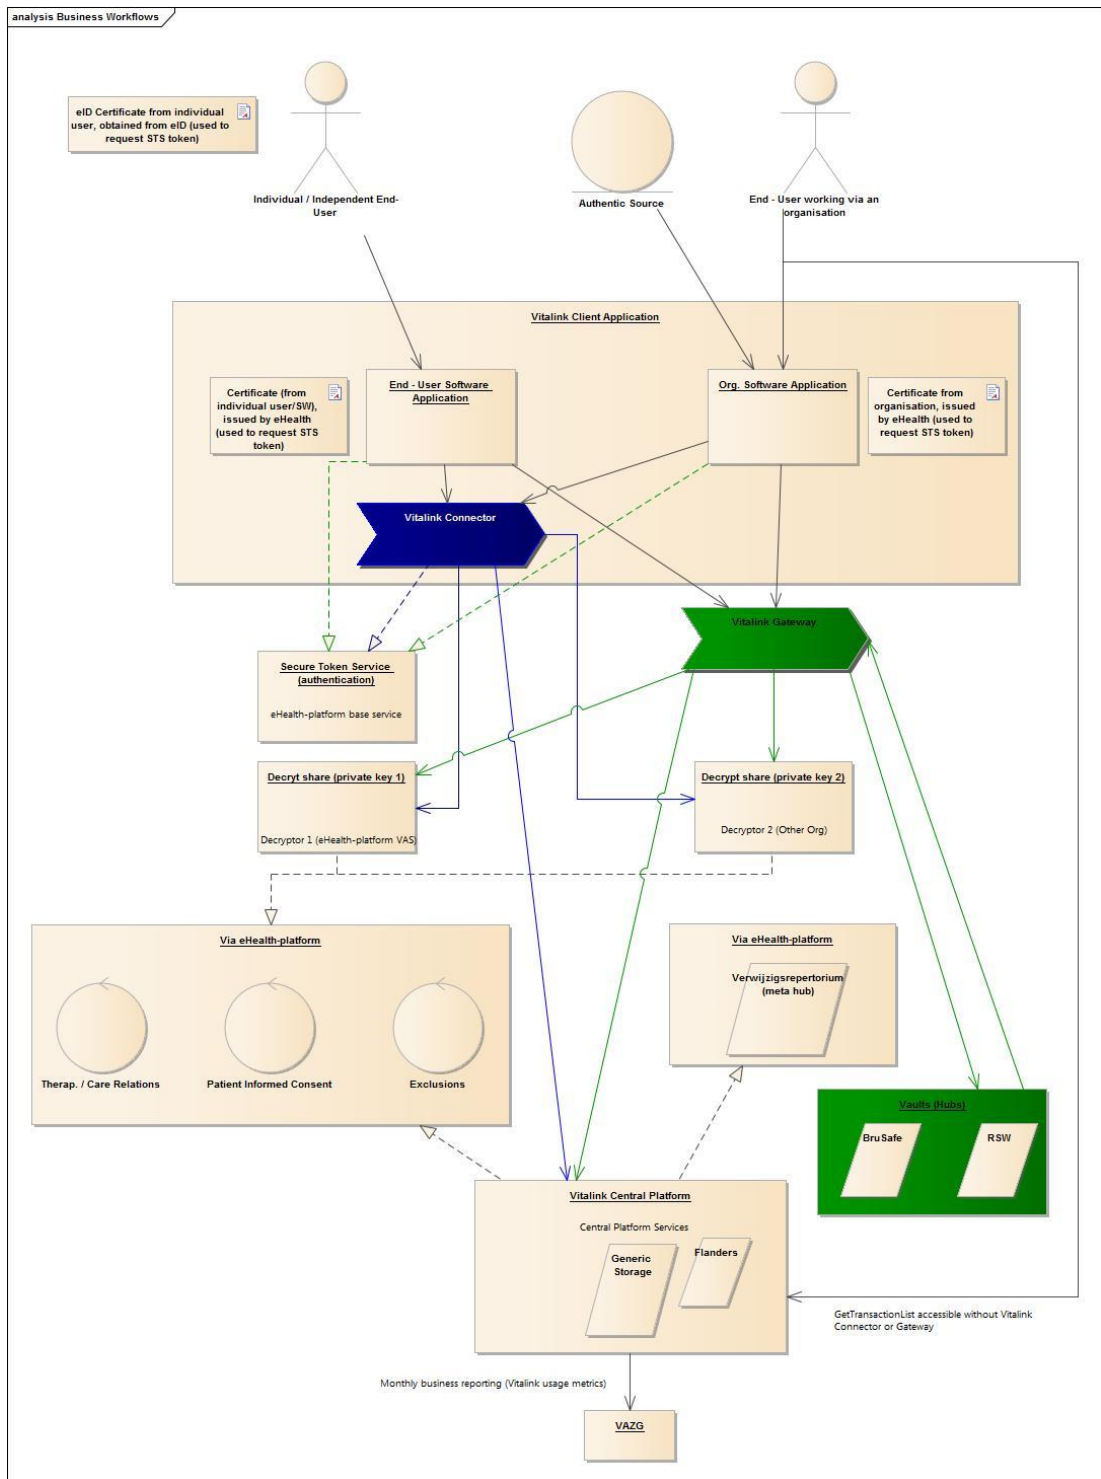 analysis Business Workflows
eID Certificate from individual
user, obtained from eID (used to
request STS token)
Individual / Independent End-
User
Authentic Source
End - User working via an
organisation
Vitalink Client Application
Certificate (from
individual user/SW),
issued by eHealth
(used to request STS
token)
End - User Software
Application
Org. Software Application
Certificate from
organisation, issued
by eHealth (used to
request STS token)
Vitalink Connector
Vitalink Gateway
Secure Token Service
(authentication)
eHealth-platform base service
Decryt share (private key 1)
Decryptor 1 (eHealth-platform VAS)
Decrypt share (private key 2)
Decryptor 2 (Other Org)
Via eHealth-platform
Therap. / Care Relations
Patient Informed Consent
Exclusions
Via eHealth-platform
Verwijzigsrepertorium
(meta hub)
Vaults (Hubs)
BruSafe
RSW
Vitalink Central Platform
Central Platform Services
Generic
Storage
Flanders
GetTransactionList accessible without Vitalink
Connector or Gateway
Monthly business reporting (Vitalink usage metrics)
VAZG